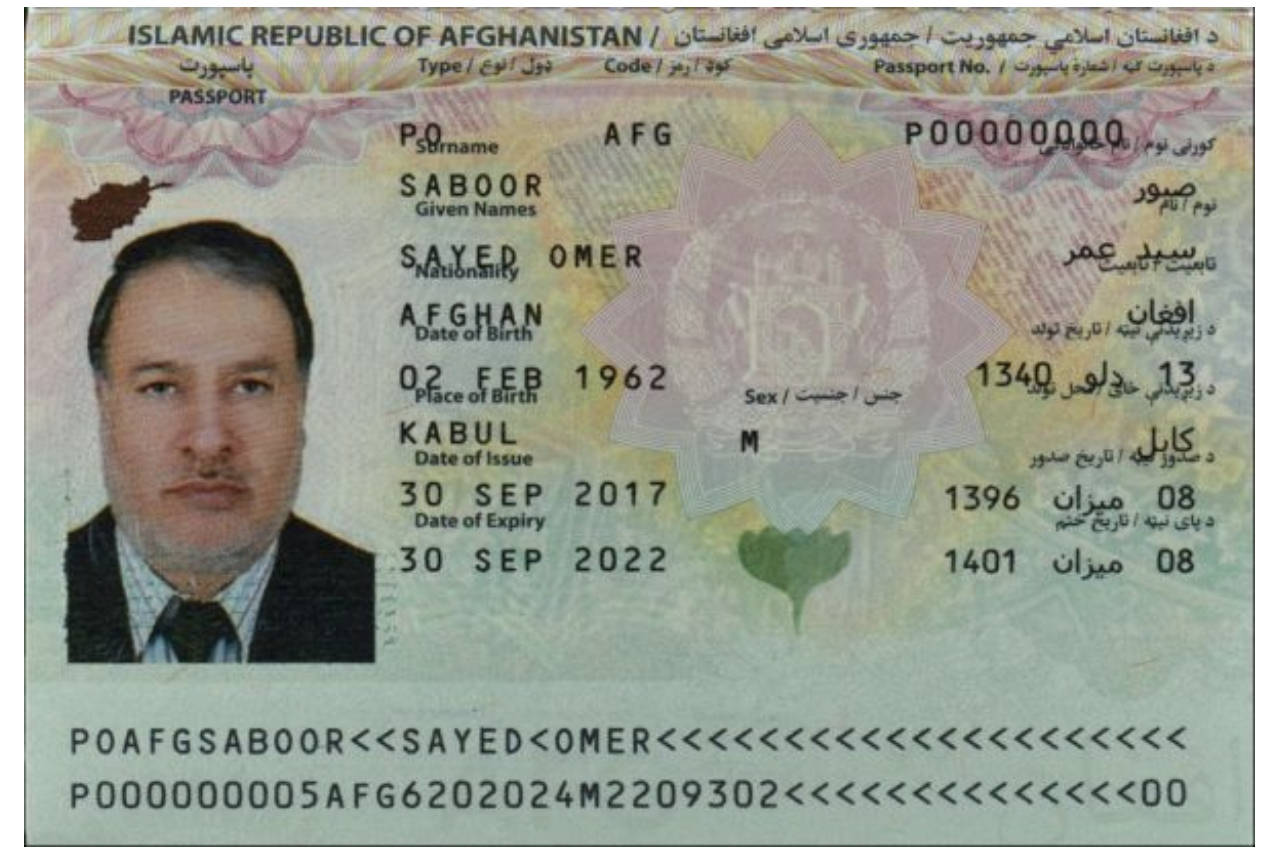 ISLAMIC REPUBLIC OF AFGHANISTAN / د افغانستان اسلامي جمهوریت / جمهوری اسلامی افغانستان
پاسپورت
PASSPORT
Type / ډول / نوع
Code / کوډ / رمز
Passport No. / د پاسپورت ګڼه / شمارهٔ پاسپورت
PO AFG P00000000
Surname کورنی نوم / نام خانوادگی
SABOOR صبور
Given Names نوم / نام
SAYED OMER سید عمر
Nationality تابعیت / تابعیت
AFGHAN افغان
Date of Birth د زیږیدنې نیټه / تاریخ تولد
02 FEB 1962 13 دلو 1340
Place of Birth Sex / جنس / جنسیت د زیږیدنې ځای / محل تولد
KABUL M کابل
Date of Issue د صدور نیټه / تاریخ صدور
30 SEP 2017 08 میزان 1396
Date of Expiry د پای نیټه / تاریخ ختم
30 SEP 2022 08 میزان 1401
POAFGSABOOR<<SAYED<OMER<<<<<<<<<<<<<<<<<<<<<
P000000005AFG6202024M2209302<<<<<<<<<<<<<<00